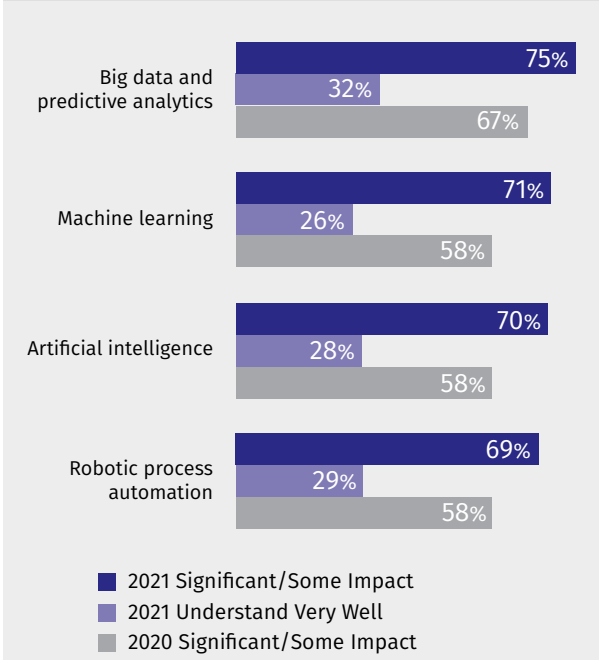 75%
Big data and
predictive analytics
32%
67%
71%
Machine learning
26%
58%
70%
Artificial intelligence
28%
58%
69%
Robotic process
automation
29%
58%
2021 Significant/Some Impact
2021 Understand Very Well
2020 Significant/Some Impact